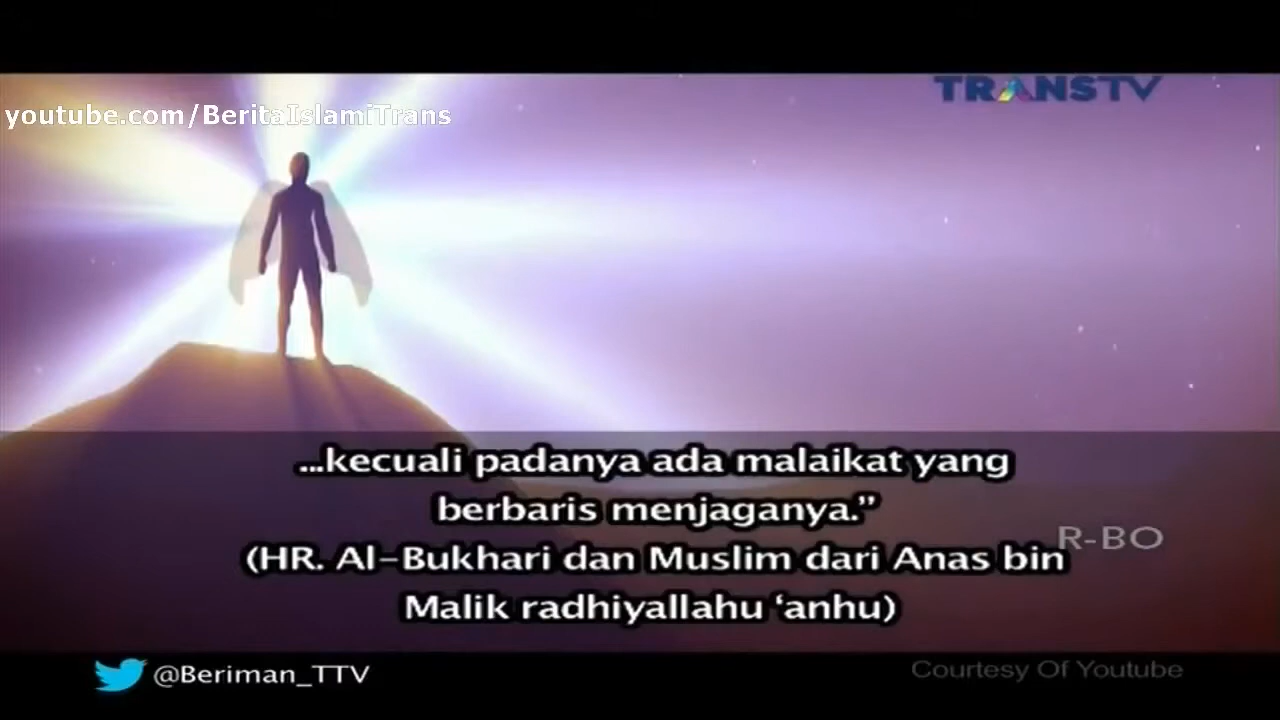 TRANSTV
youtube.com/BeritaIslamiTrans
...kecuali padanya ada malaikat yang
berbaris menjaganya.”
(HR. Al-Bukhari dan Muslim dari Anas bin
Malik radhiyallahu ‘anhu)
R-BO
@Beriman_TTV
Courtesy Of Youtube